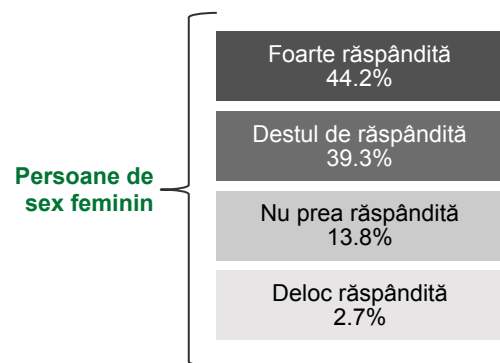 Foarte răspândită
44.2%
Destul de răspândită
39.3%
Persoane de
sex feminin
Nu prea răspândită
13.8%
Deloc răspândită
2.7%